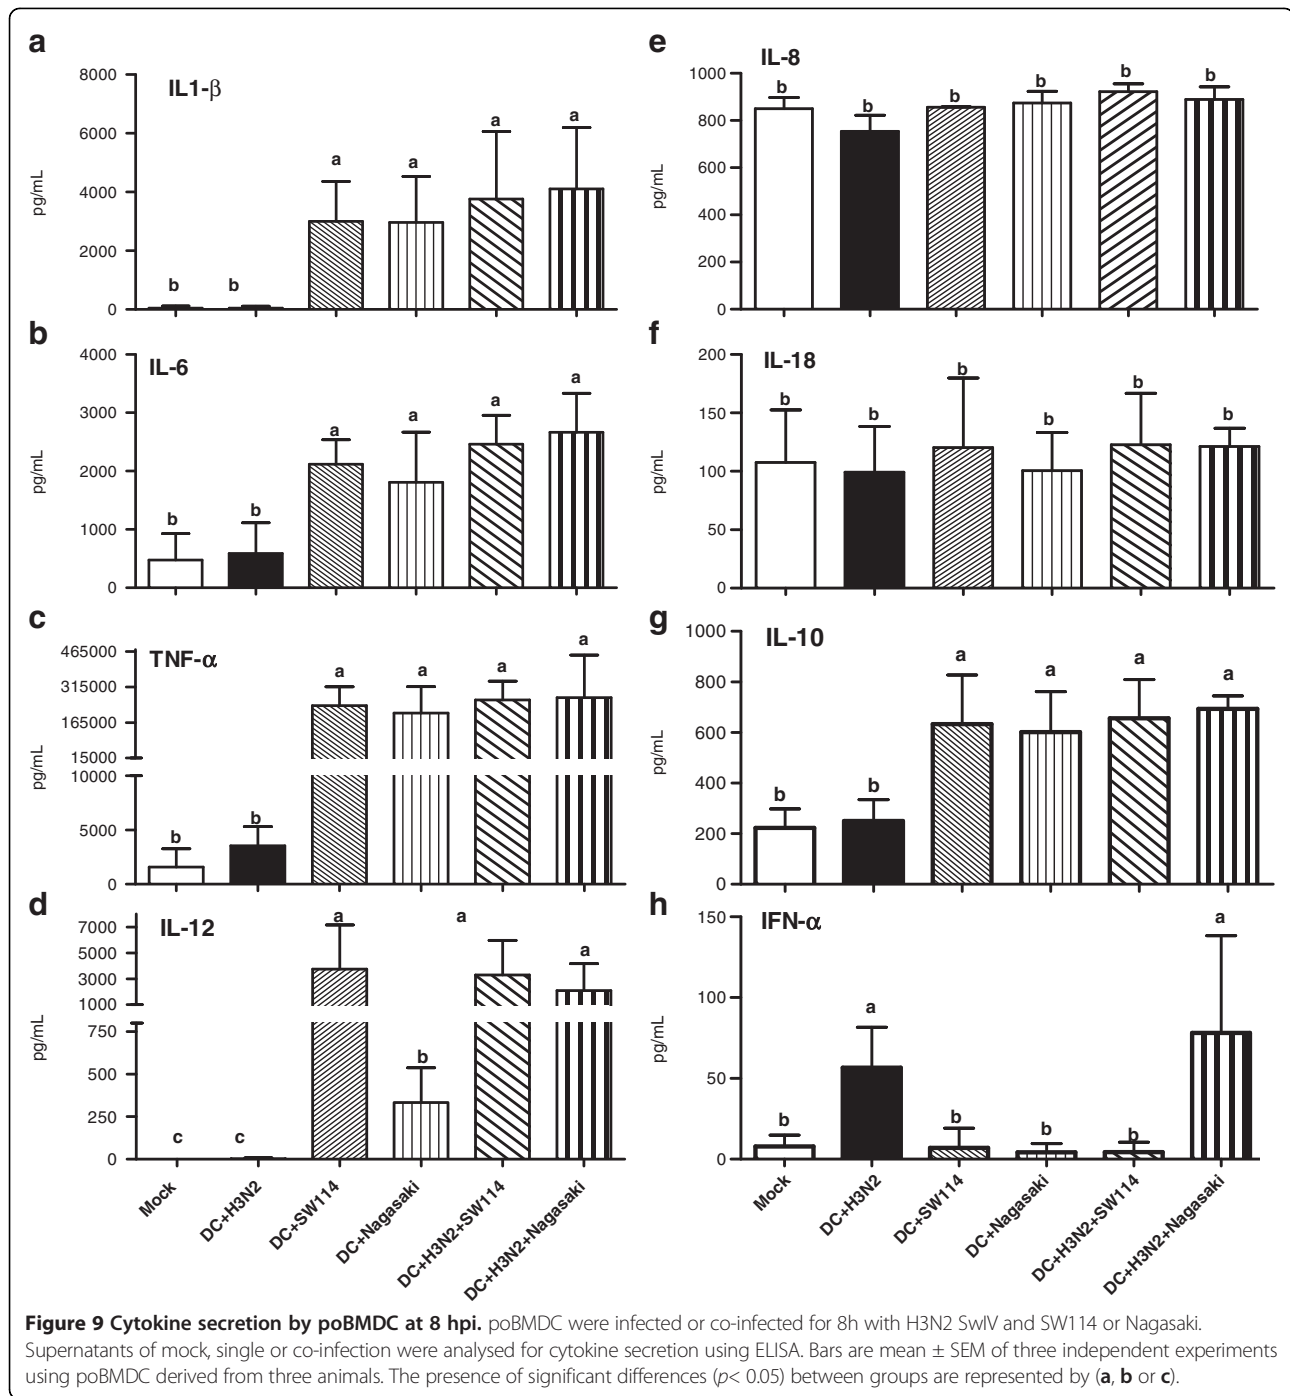 a
IL1-β
8000
6000
4000
2000
0
pg/mL
b
b
a
a
a
a
b
IL-6
4000
3000
2000
1000
0
pg/mL
b
b
a
a
a
a
c
TNF-α
465000
315000
165000
15000
10000
5000
0
pg/mL
b
b
a
a
a
a
d
IL-12
7000
5000
3000
1000
750
500
250
0
pg/mL
c
c
a
b
a
a
Mock
DC+H3N2
DC+SW114
DC+Nagasaki
DC+H3N2+SW114
DC+H3N2+Nagasaki
e
IL-8
1000
800
600
400
200
0
pg/mL
b
b
b
b
b
b
f
IL-18
200
150
100
50
0
pg/mL
b
b
b
b
b
b
g
IL-10
1000
800
600
400
200
0
pg/mL
b
b
a
a
a
a
h
IFN-α
150
100
50
0
pg/mL
b
a
b
b
b
a
Mock
DC+H3N2
DC+SW114
DC+Nagasaki
DC+H3N2+SW114
DC+H3N2+Nagasaki
Figure 9 Cytokine secretion by poBMDC at 8 hpi. poBMDC were infected or co-infected for 8h with H3N2 SwIV and SW114 or Nagasaki.
Supernatants of mock, single or co-infection were analysed for cytokine secretion using ELISA. Bars are mean ± SEM of three independent experiments
using poBMDC derived from three animals. The presence of significant differences (p< 0.05) between groups are represented by (a, b or c).